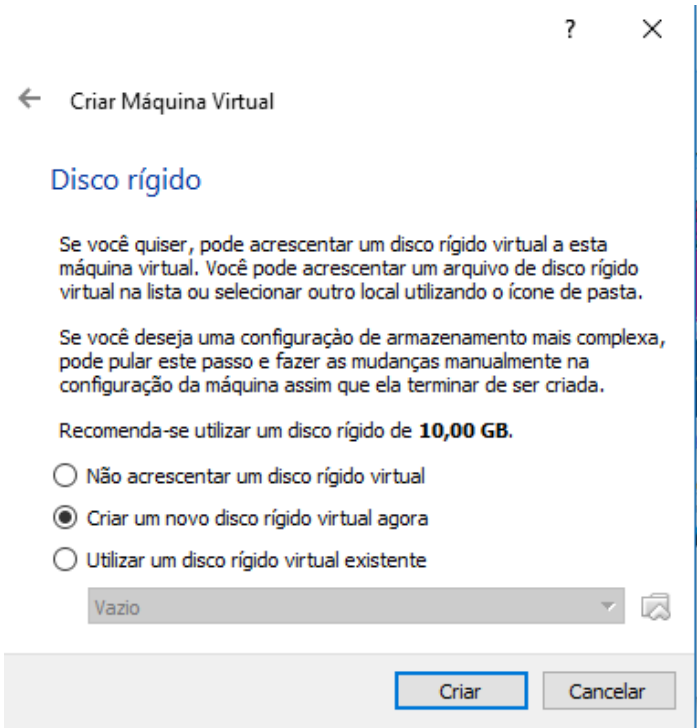 ?
Criar Máquina Virtual
Disco rígido
Se você quiser, pode acrescentar um disco rígido virtual a esta
máquina virtual. Você pode acrescentar um arquivo de disco rígido
virtual na lista ou selecionar outro local utilizando o ícone de pasta.
Se você deseja uma configuraçào de armazenamento mais complexa,
pode pular este passo e fazer as mudanças manualmente na
configuração da máquina assim que ela terminar de ser criada.
Recomenda-se utilizar um disco rígido de 10,00 GB.
Não acrescentar um disco rígido virtual
Criar um novo disco rígido virtual agora
Utilizar um disco rígido virtual existente
Vazio
Criar
Cancelar